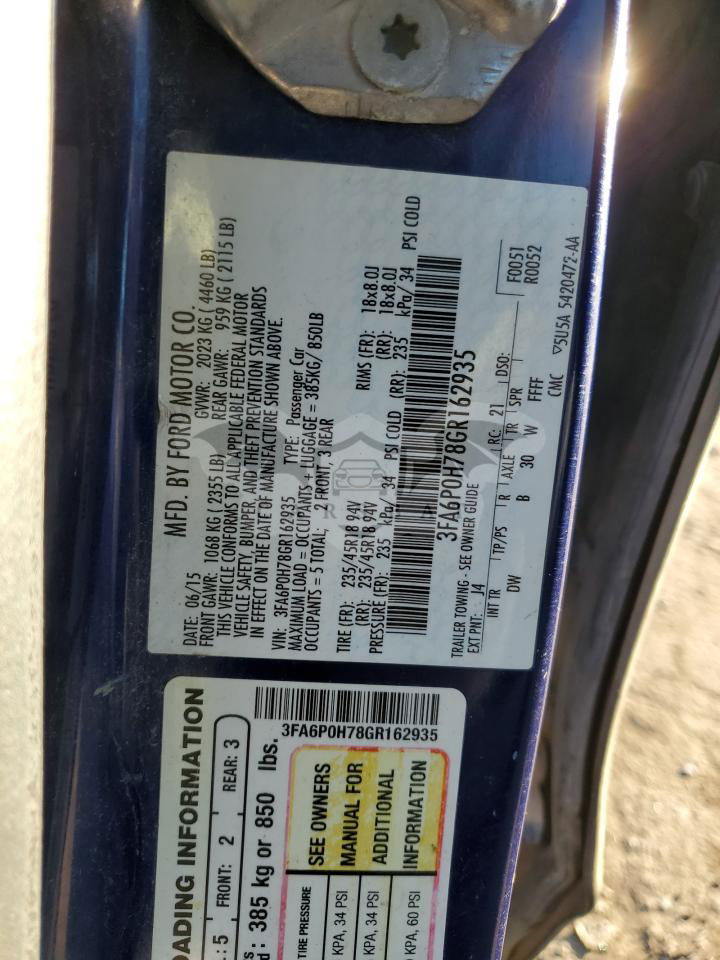 MFD. BY FORD MOTOR CO.
DATE: 06/15 GVWR: 2023 KG ( 4460 LB)
FRONT GAWR: 1068 KG ( 2355 LB) REAR GAWR: 959 KG ( 2115 LB)
THIS VEHICLE CONFORMS TO ALL APPLICABLE FEDERAL MOTOR
VEHICLE SAFETY, BUMPER, AND THEFT PREVENTION STANDARDS
IN EFFECT ON THE DATE OF MANUFACTURE SHOWN ABOVE.
VIN: 3FA6P0H78GR162935 TYPE: Passenger Car
MAXIMUM LOAD = OCCUPANTS + LUGGAGE = 385KG/ 850LB
OCCUPANTS = 5 TOTAL; 2 FRONT, 3 REAR
TIRE (FR): 235/45R18 94V RIMS (FR): 18x8.0J
(RR): 235/45R18 94V (RR): 18x8.0J
PRESSURE (FR): 235 kPa/ 34 PSI COLD (RR): 235 kPa/ 34 PSI COLD
3FA6P0H78GR162935
TRAILER TOWING - SEE OWNER GUIDE
EXT PNT: J4 RC: 21 DSO: F0051
R0052
INT TR TP/PS R AXLE TR SPR
DW B 30 W FFFF
CMC ▽5U5A 5420472-AA
3FA6P0H78GR162935
OADING INFORMATION
: 5 FRONT: 2 REAR: 3
: 385 kg or 850 lbs.
TIRE PRESSURE
KPA, 34 PSI
KPA, 34 PSI
KPA, 60 PSI
SEE OWNERS
MANUAL FOR
ADDITIONAL
INFORMATION